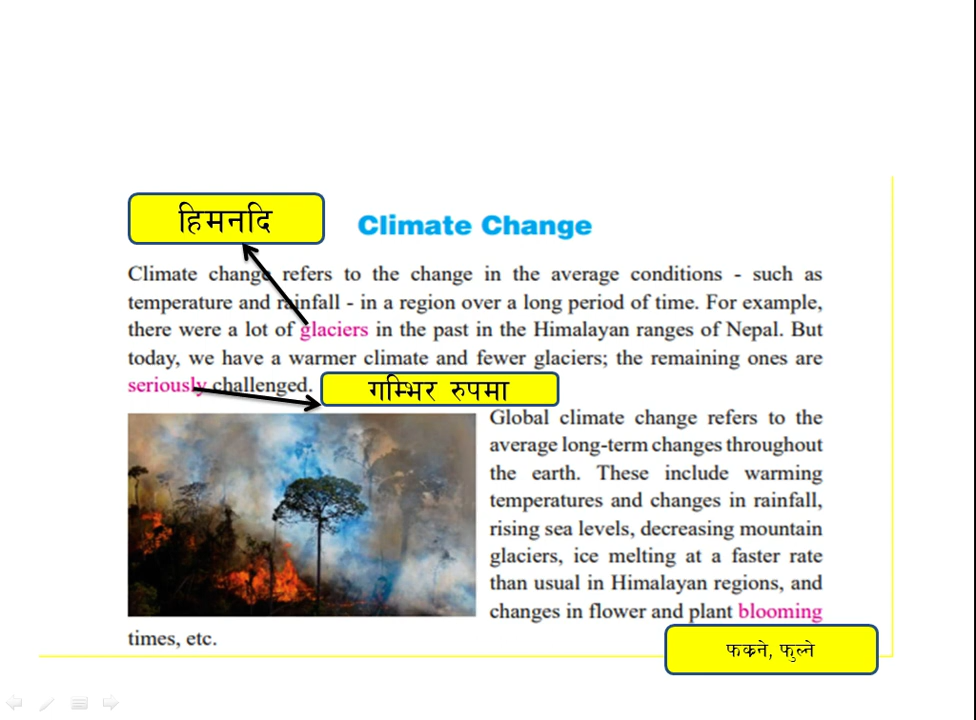 हिमनदि
Climate Change
Climate change refers to the change in the average conditions - such as
temperature and rainfall - in a region over a long period of time. For example,
there were a lot of glaciers in the past in the Himalayan ranges of Nepal. But
today, we have a warmer climate and fewer glaciers; the remaining ones are
seriously challenged.
गम्भिर रुपमा
Global climate change refers to the
average long-term changes throughout
the earth. These include warming
temperatures and changes in rainfall,
rising sea levels, decreasing mountain
glaciers, ice melting at a faster rate
than usual in Himalayan regions, and
changes in flower and plant blooming
times, etc.
फक्रने, फुल्ने